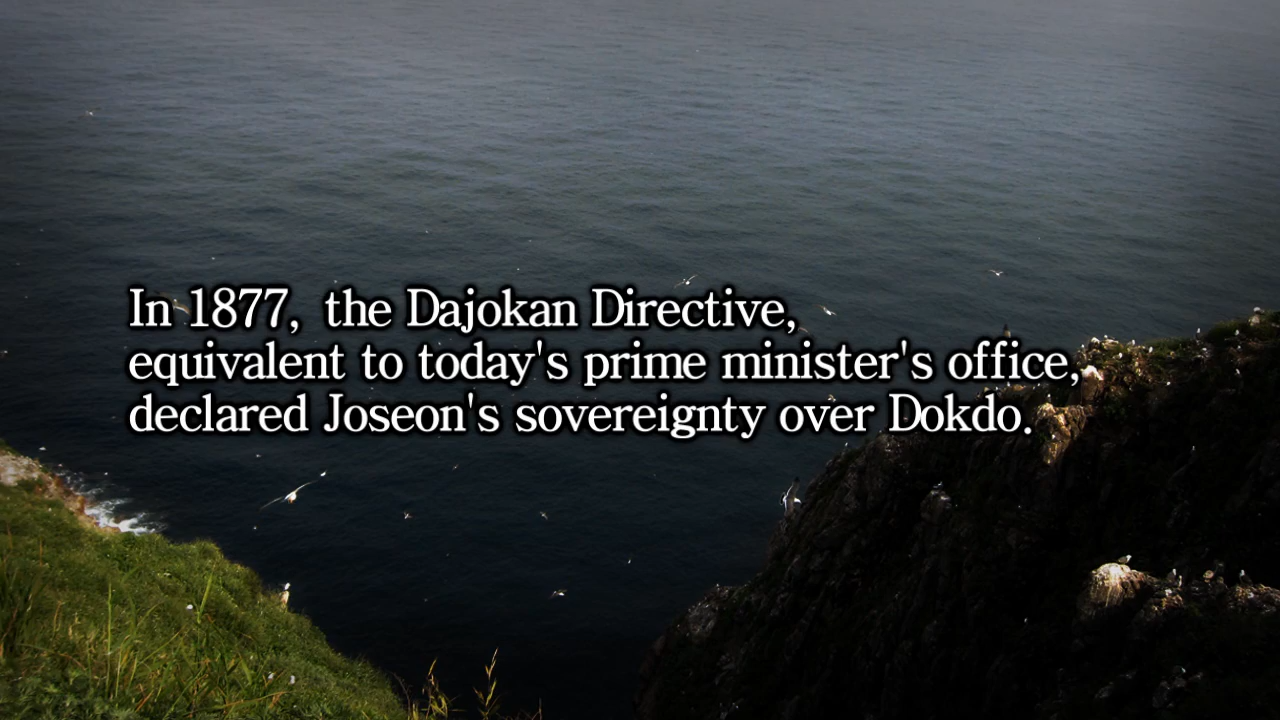 In 1877, the Dajokan Directive,
equivalent to today's prime minister's office,
declared Joseon's sovereignty over Dokdo.